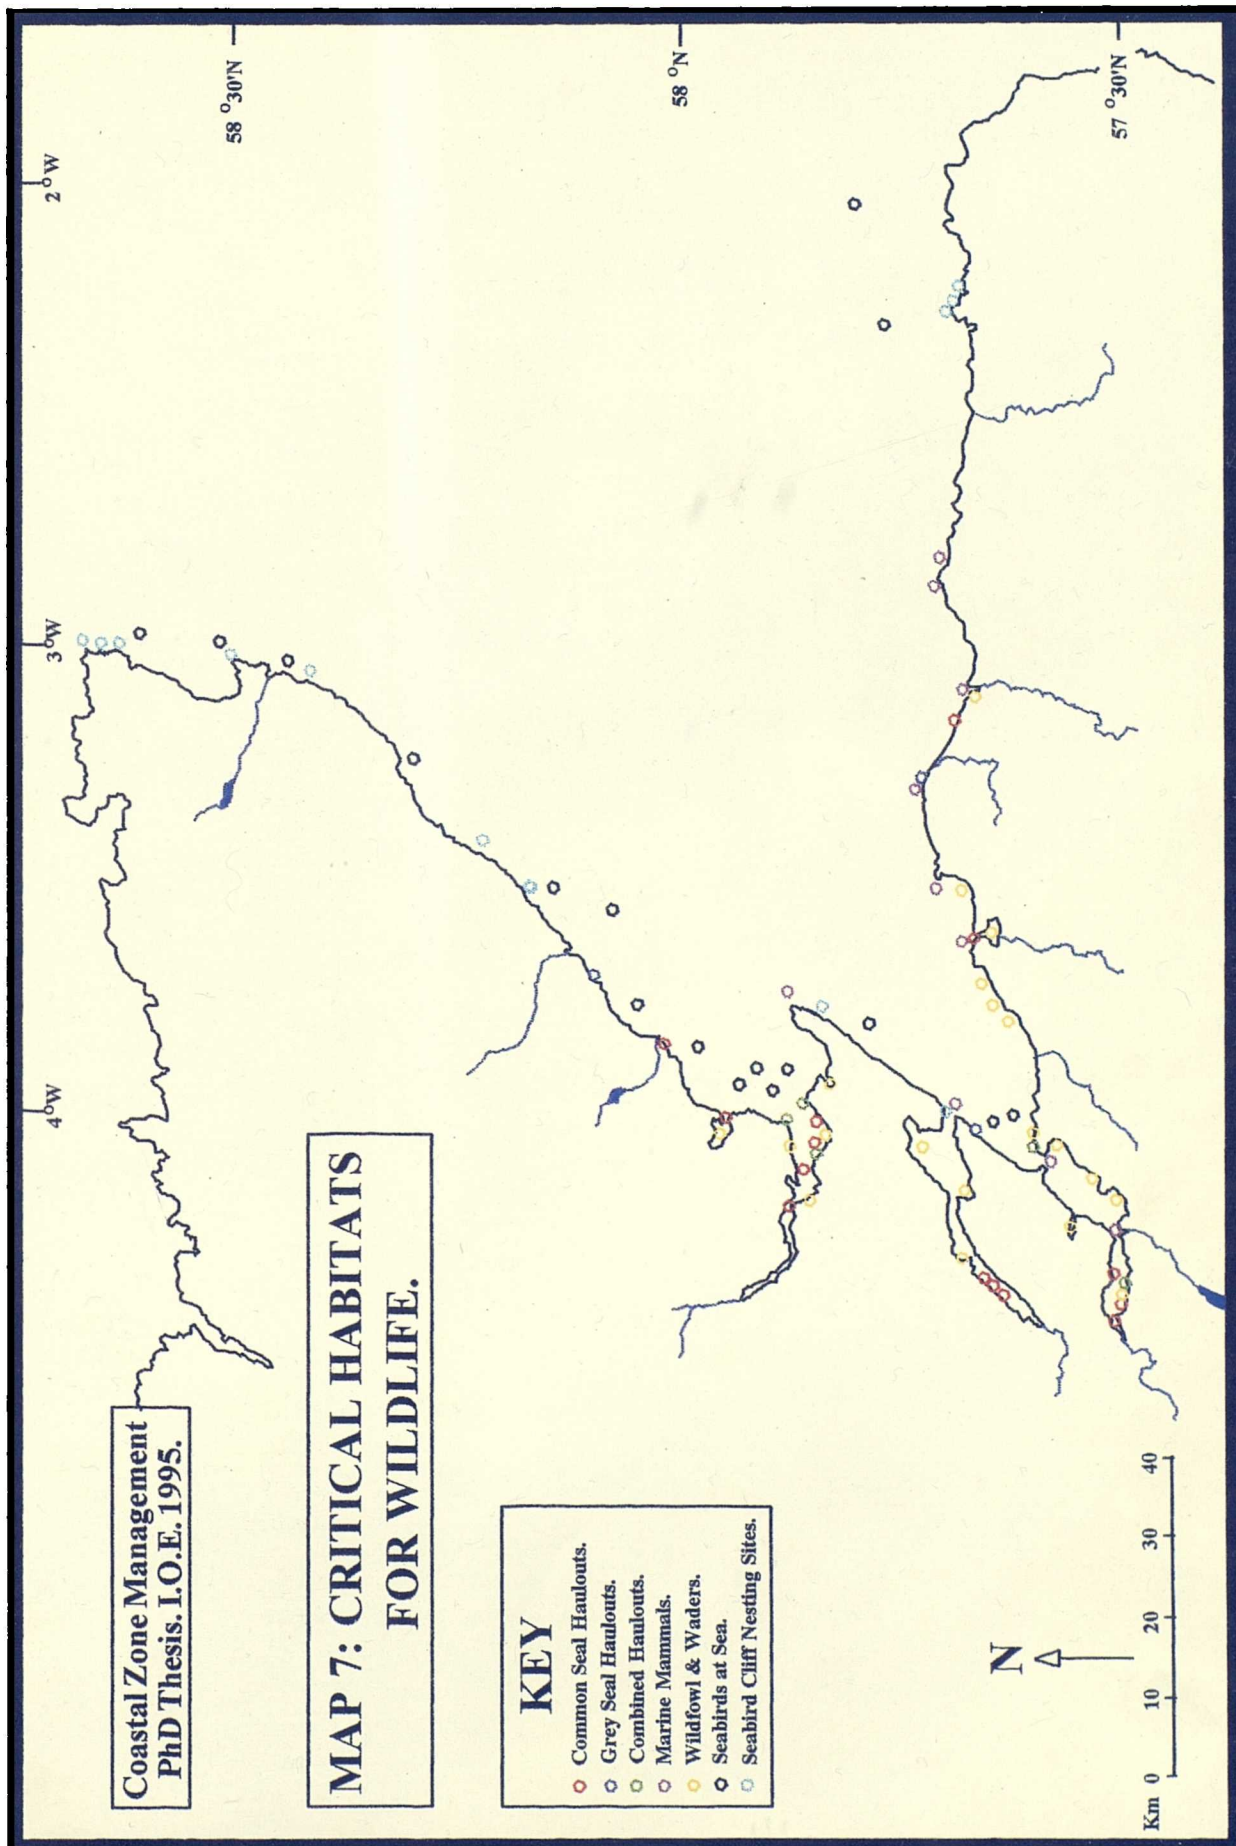 Coastal Zone Management
PhD Thesis. I.O.E. 1995.
MAP 7: CRITICAL HABITATS
FOR WILDLIFE.
KEY
Common Seal Haulouts.
Grey Seal Haulouts.
Combined Haulouts.
Marine Mammals.
Wildfowl & Waders.
Seabirds at Sea.
Seabird Cliff Nesting Sites.
N
Km 0 10 20 30 40
4°W
3°W
2°W
58 °30'N
58 °N
57 °30'N